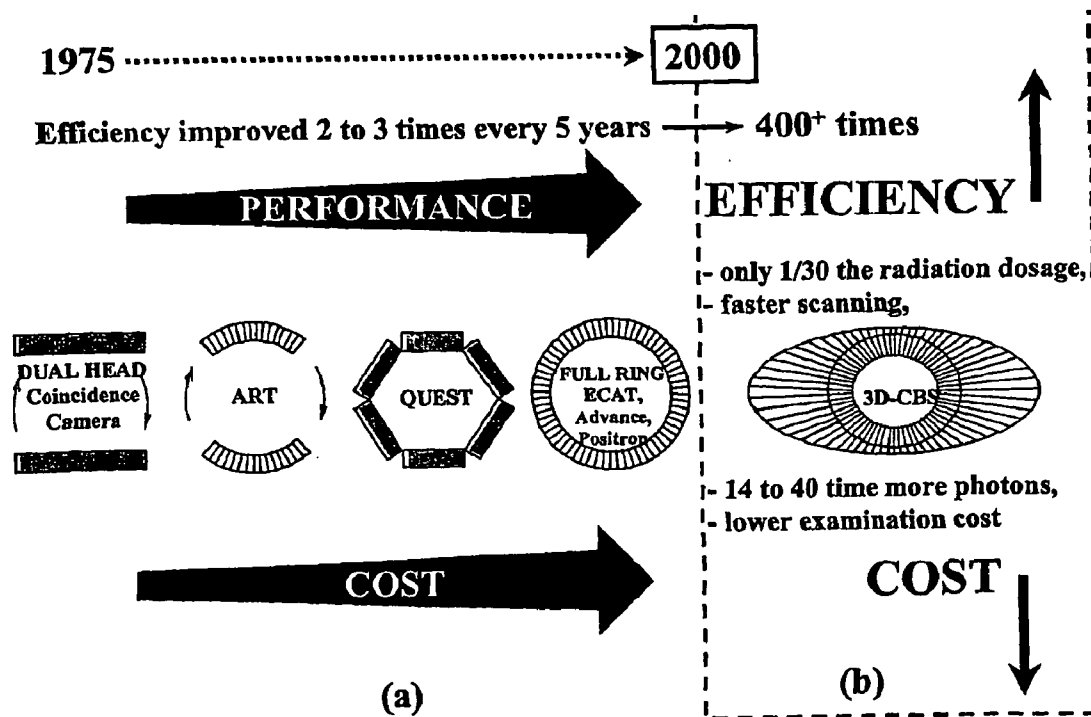 1975
2000
Efficiency improved 2 to 3 times every 5 years
400+ times
PERFORMANCE
EFFICIENCY
- only 1/30 the radiation dosage,
- faster scanning,
DUAL HEAD
Coincidence
Camera
ART
QUEST
FULL RING
ECAT,
Advance,
Positron
3D-CBS
- 14 to 40 time more photons,
- lower examination cost
COST
COST
(a)
(b)